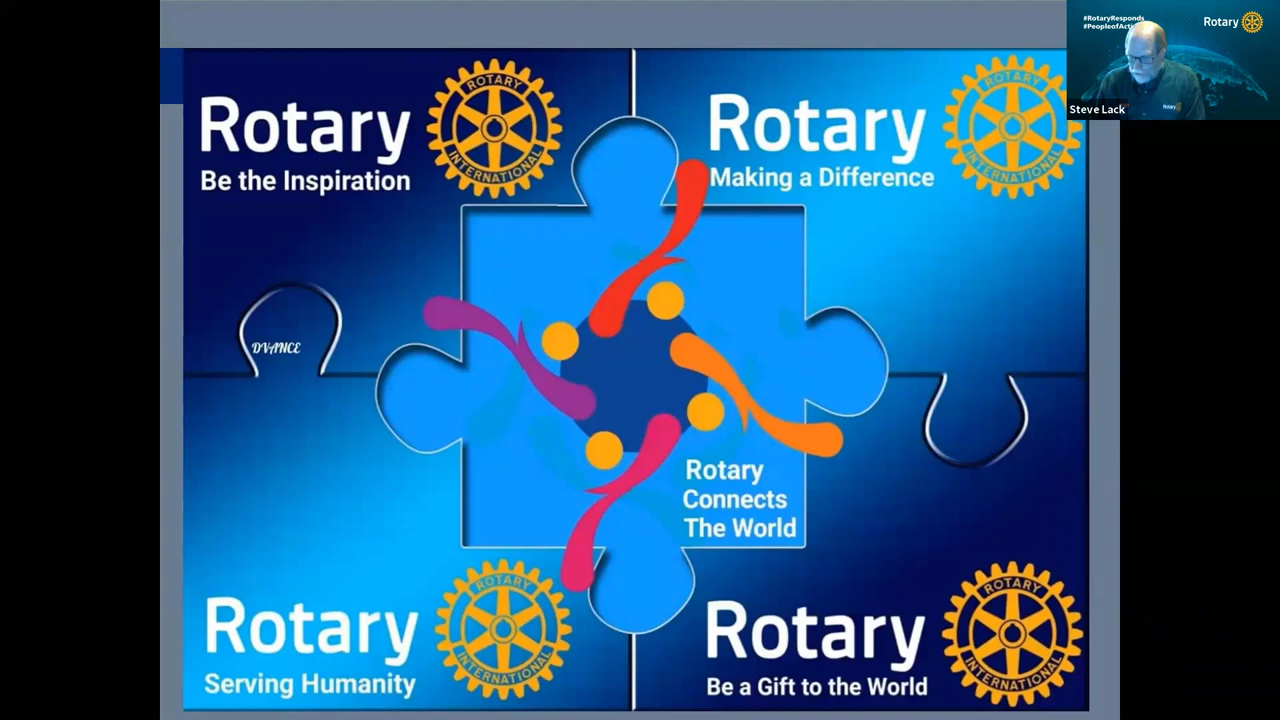 Rotary
Be the Inspiration
ROTARY
INTERNATIONAL
Rotary
Making a Difference
ROTARY
INTERNATIONAL
#RotaryResponds
Rotary
Steve Lack
Rotary
DVANCE
Rotary
Connects
The World
Rotary
Serving Humanity
ROTARY
INTERNATIONAL
Rotary
Be a Gift to the World
ROTARY
INTERNATIONAL